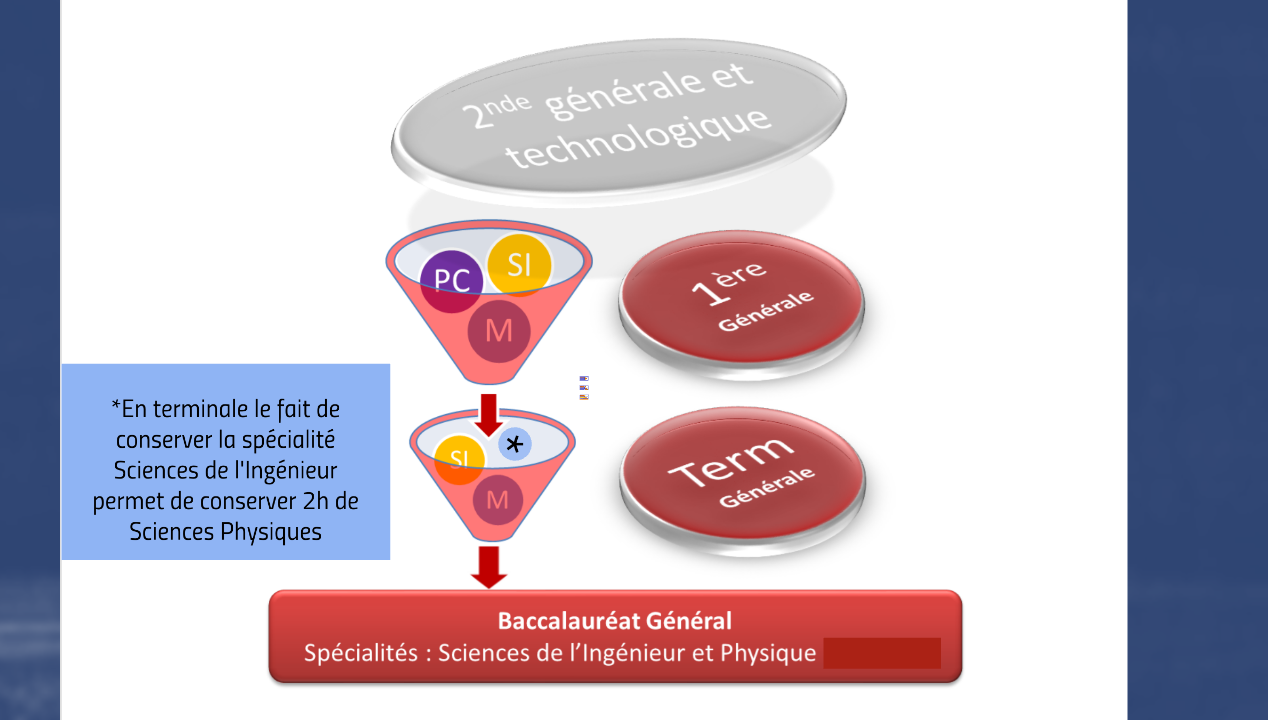 2nde générale et
technologique
PC
SI
M
1ère
Générale
*En terminale le fait de
conserver la spécialité
Sciences de l'Ingénieur
permet de conserver 2h de
Sciences Physiques
SI
*
M
Term
Générale
Baccalauréat Général
Spécialités : Sciences de l’Ingénieur et Physique